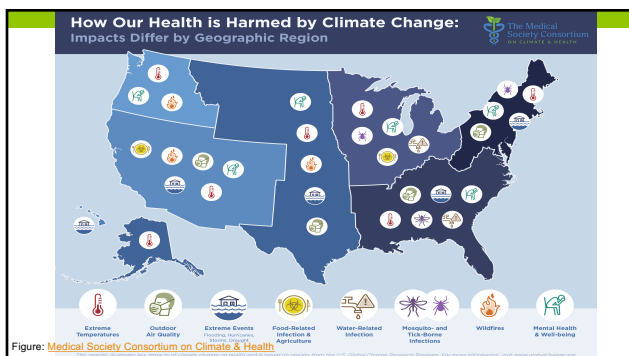 How Our Health is Harmed by Climate Change:
Impacts Differ by Geographic Region
The Medical
Society Consortium
ON CLIMATE & HEALTH
Extreme
Temperatures
Outdoor
Air Quality
Extreme Events
Flooding, Hurricanes,
Storms, Drought
Food-Related
Infection &
Agriculture
Water-Related
Infection
Mosquito- and
Tick-Borne
Infections
Wildfires
Mental Health
& Well-being
Figure: Medical Society Consortium on Climate & Health